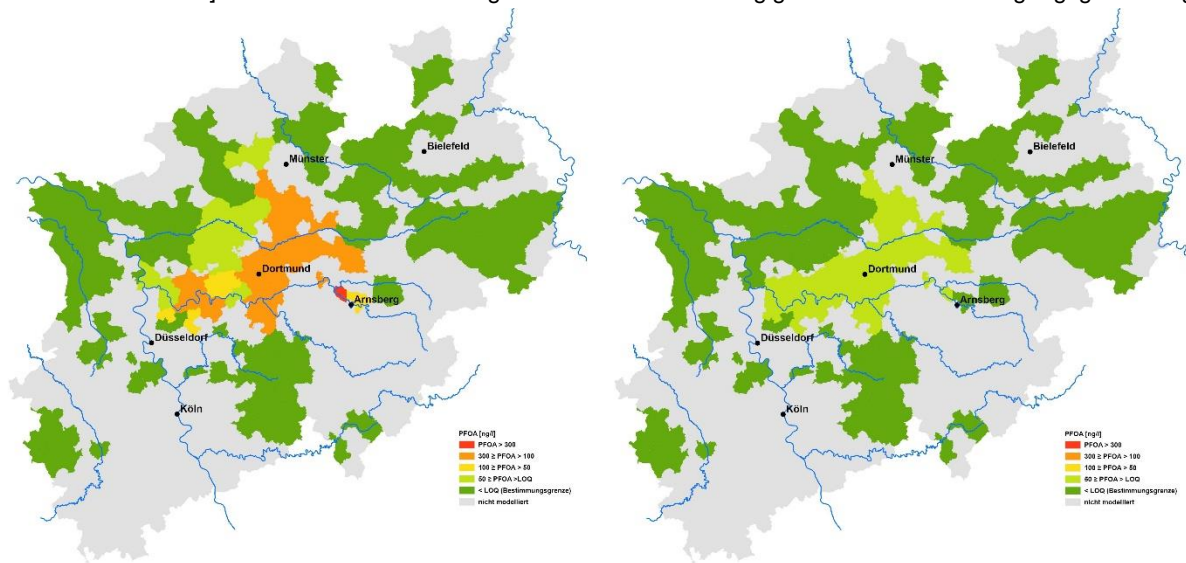 Münster
Bielefeld
Dortmund
Arnsberg
Düsseldorf
Köln
PFOA [ng/l]
PFOA > 300
300 ≥ PFOA > 100
100 ≥ PFOA > 50
50 ≥ PFOA >LOQ
< LOQ (Bestimmungsgrenze)
nicht modelliert
Münster
Bielefeld
Dortmund
Arnsberg
Düsseldorf
Köln
PFOA [ng/l]
PFOA > 300
300 ≥ PFOA > 100
100 ≥ PFOA > 50
50 ≥ PFOA > LOQ
< LOQ (Bestimmungsgrenze)
nicht modelliert